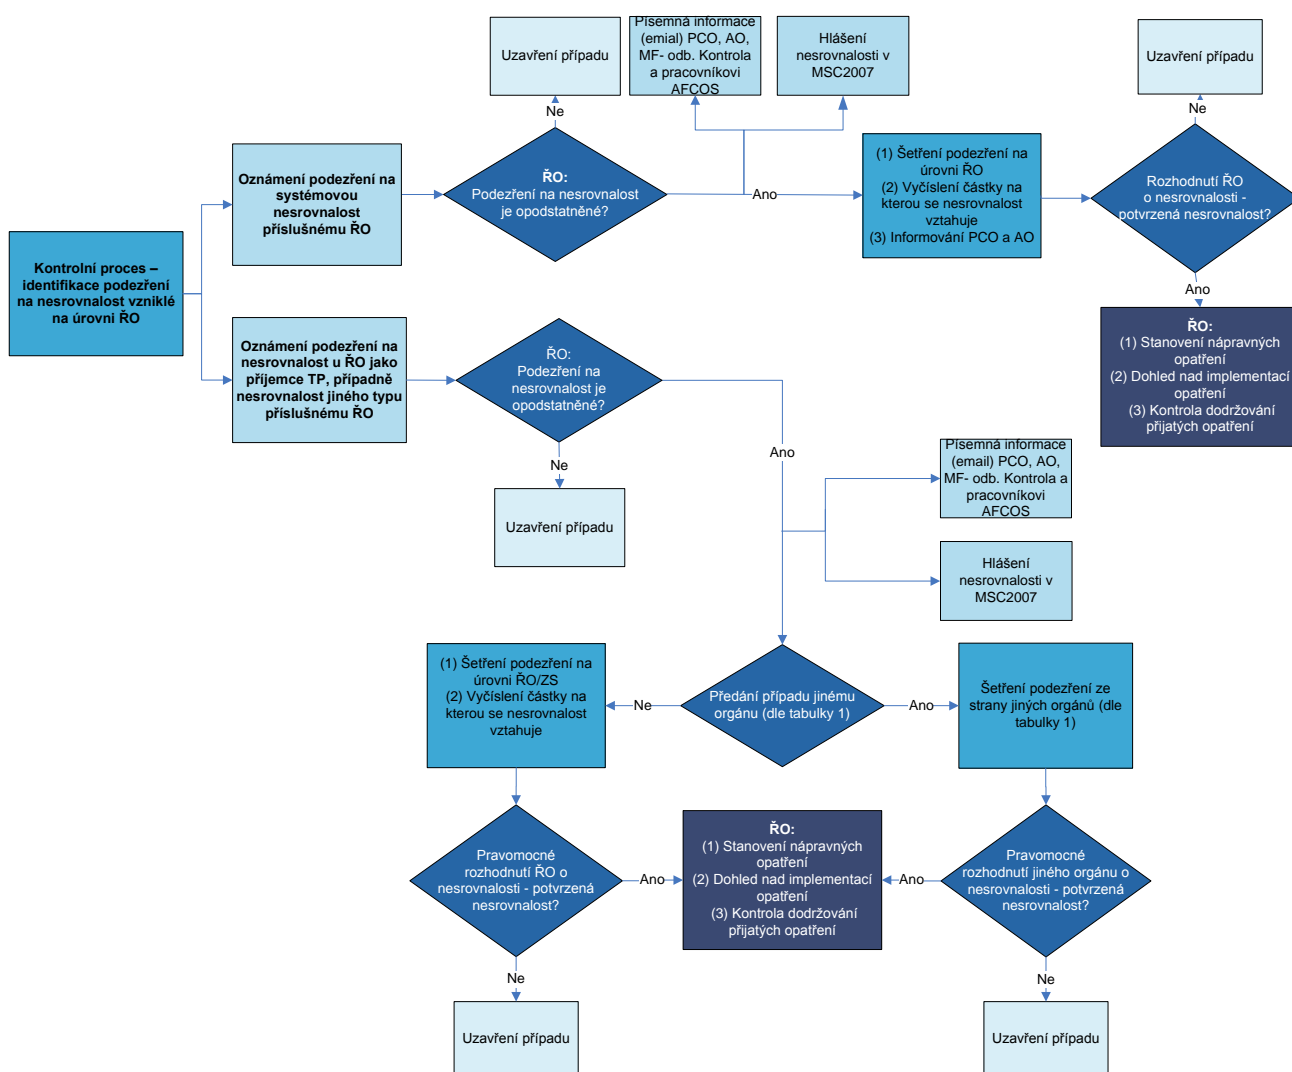 Uzavření případu
Písemná informace
(emial) PCO, AO,
MF- odb. Kontrola
a pracovníkovi
AFCOS
Hlášení
nesrovnalosti v
MSC2007
Uzavření případu
Ne
Ne
Oznámení podezření na
systémovou
nesrovnalost
příslušnému ŘO
ŘO:
Podezření na nesrovnalost
je opodstatněné?
Ano
(1) Šetření podezření na
úrovni ŘO
(2) Vyčíslení částky na
kterou se nesrovnalost
vztahuje
(3) Informování PCO a AO
Rozhodnutí ŘO
o nesrovnalosti -
potvrzená nesrovnalost?
Kontrolní proces –
identifikace podezření
na nesrovnalost vzniklé
na úrovni ŘO
Ano
ŘO:
(1) Stanovení nápravných
opatření
(2) Dohled nad implementací
opatření
(3) Kontrola dodržování
přijatých opatření
Oznámení podezření na
nesrovnalost u ŘO jako
příjemce TP, případně
nesrovnalost jiného typu
příslušnému ŘO
ŘO:
Podezření na
nesrovnalost je
opodstatněné?
Ano
Ne
Uzavření případu
Písemná informace
(email) PCO, AO,
MF- odb. Kontrola a
pracovníkovi
AFCOS
Hlášení
nesrovnalosti v
MSC2007
(1) Šetření podezření na
úrovni ŘO/ZS
(2) Vyčíslení částky na
kterou se nesrovnalost
vztahuje
Ne
Předání případu jinému
orgánu (dle tabulky 1)
Ano
Šetření podezření ze
strany jiných orgánů (dle
tabulky 1)
Pravomocné
rozhodnutí ŘO o
nesrovnalosti - potvrzená
nesrovnalost?
Ano
ŘO:
(1) Stanovení nápravných
opatření
(2) Dohled nad implementací
opatření
(3) Kontrola dodržování
přijatých opatření
Ano
Pravomocné
rozhodnutí jiného orgánu o
nesrovnalosti - potvrzená
nesrovnalost?
Ne
Ne
Uzavření případu
Uzavření případu